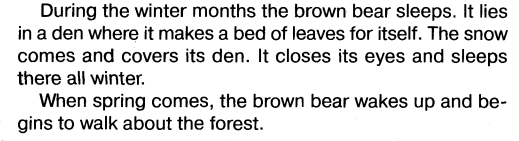 During the winter months the brown bear sleeps. It lies
in a den where it makes a bed of leaves for itself. The snow
comes and covers its den. It closes its eyes and sleeps
there all winter.
When spring comes, the brown bear wakes up and be-
gins to walk about the forest.